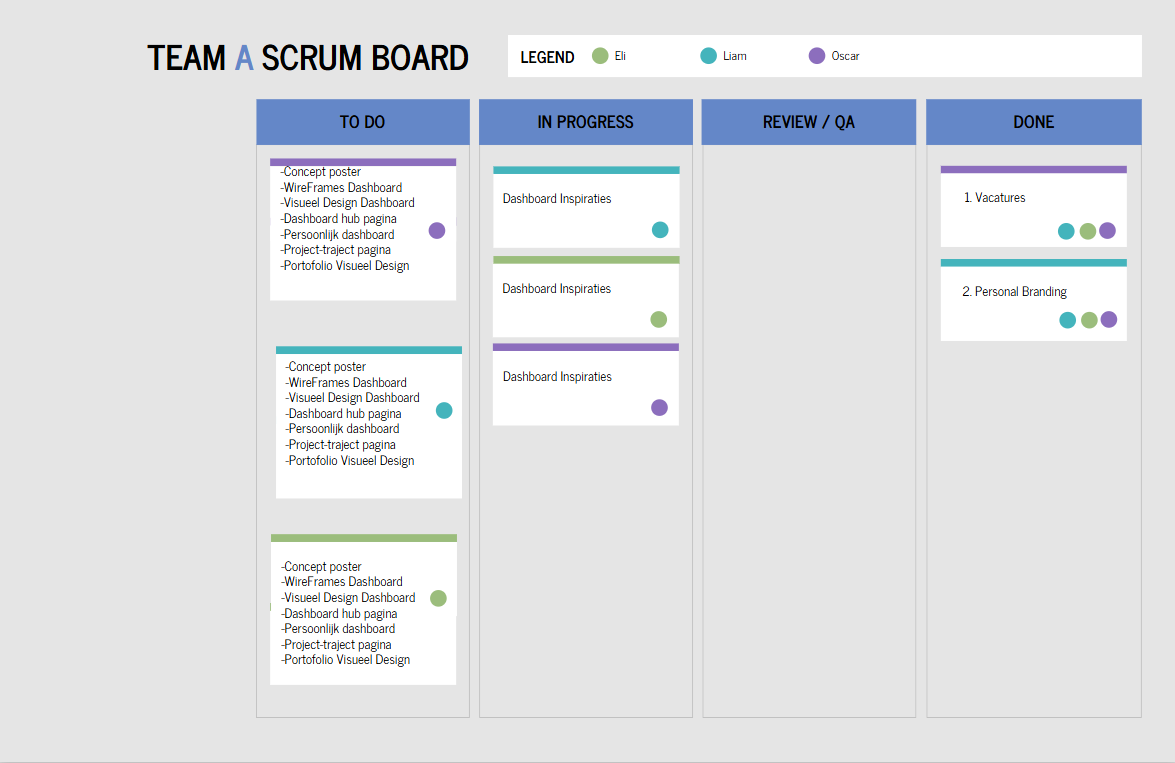 TEAM A SCRUM BOARD
LEGEND Eli Liam Oscar
TO DO
-Concept poster
-WireFrames Dashboard
-Visueel Design Dashboard
-Dashboard hub pagina
-Persoonlijk dashboard
-Project-traject pagina
-Portofolio Visueel Design
-Concept poster
-WireFrames Dashboard
-Visueel Design Dashboard
-Dashboard hub pagina
-Persoonlijk dashboard
-Project-traject pagina
-Portofolio Visueel Design
-Concept poster
-WireFrames Dashboard
-Visueel Design Dashboard
-Dashboard hub pagina
-Persoonlijk dashboard
-Project-traject pagina
-Portofolio Visueel Design
IN PROGRESS
Dashboard Inspiraties
Dashboard Inspiraties
Dashboard Inspiraties
REVIEW / QA
DONE
1. Vacatures
2. Personal Branding